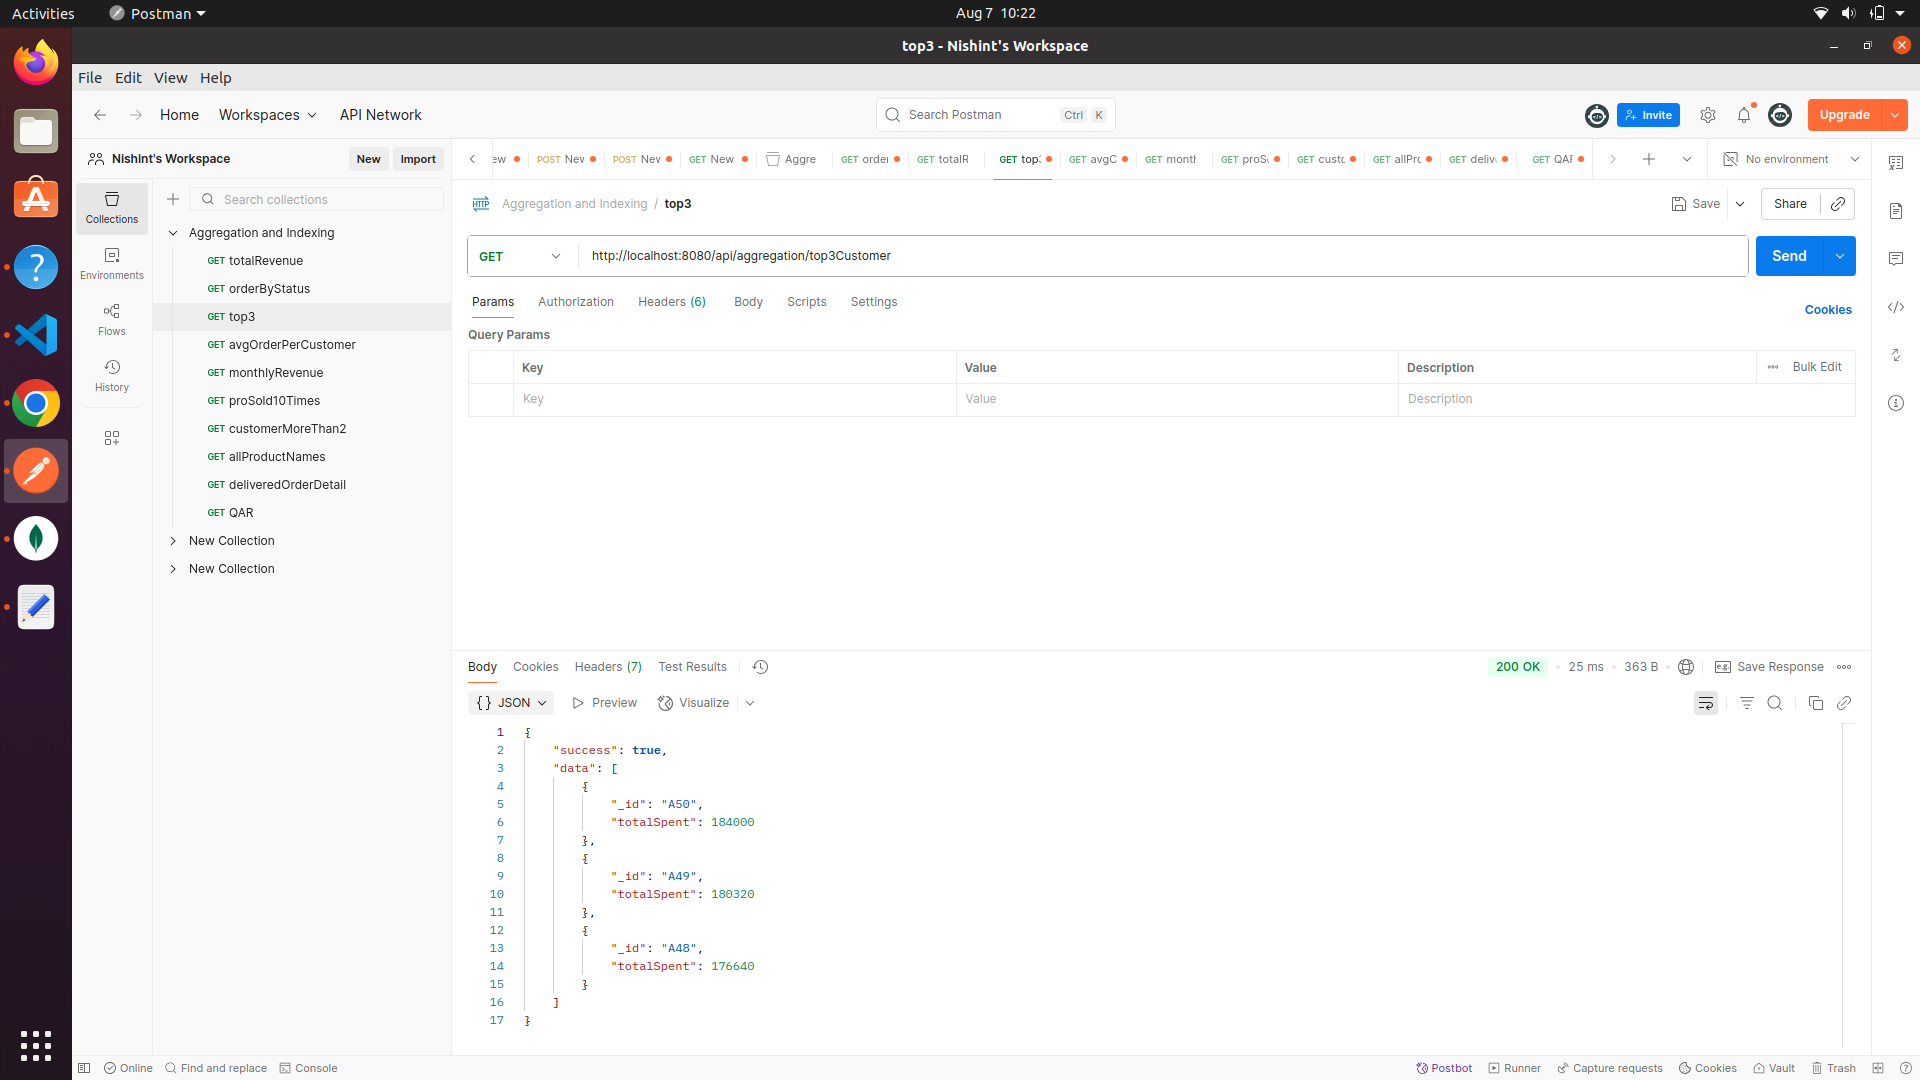 Activities
Postman
Aug 7 10:22
top3 - Nishint's Workspace
File Edit View Help
Home Workspaces API Network
Search Postman Ctrl K
Invite
Upgrade
Nishint's Workspace New Import
POST Nev POST Nev GET New Aggre GET order GET totalR GET top GET avgC GET mont GET proS GET custo GET allPro GET deliv GET QAF
No environment
Collections
Environments
Flows
History
Search collections
Aggregation and Indexing
GET totalRevenue
GET orderByStatus
GET top3
GET avgOrderPerCustomer
GET monthlyRevenue
GET proSold10Times
GET customerMoreThan2
GET allProductNames
GET deliveredOrderDetail
GET QAR
New Collection
New Collection
HTTP Aggregation and Indexing / top3
Save Share
GET http://localhost:8080/api/aggregation/top3Customer Send
Params Authorization Headers (6) Body Scripts Settings
Cookies
Query Params
Key Value Description Bulk Edit
Key Value Description
Body Cookies Headers (7) Test Results
200 OK • 25 ms • 363 B • e.g. Save Response
{} JSON Preview Visualize
1 {
2 "success": true,
3 "data": [
4 {
5 "_id": "A50",
6 "totalSpent": 184000
7 },
8 {
9 "_id": "A49",
10 "totalSpent": 180320
11 },
12 {
13 "_id": "A48",
14 "totalSpent": 176640
15 }
16 ]
17 }
Online Find and replace Console
Postbot Runner Capture requests Cookies Vault Trash